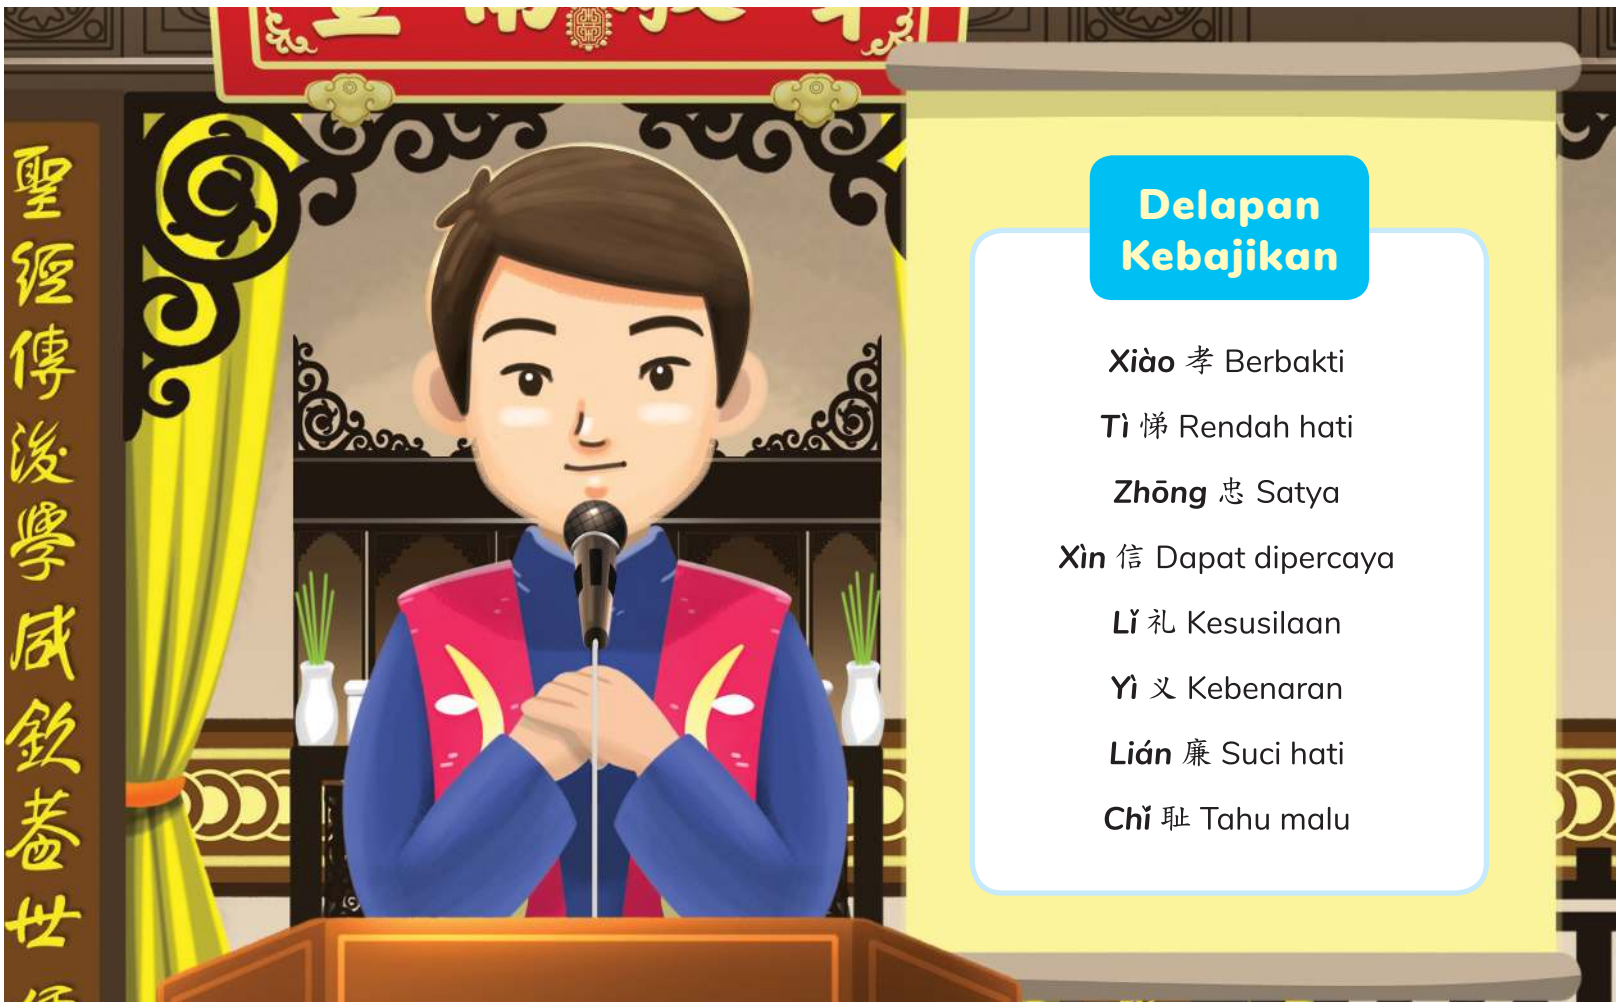 聖經傳後學咸欽蓋世
Delapan
Kebajikan
Xiào 孝 Berbakti
Tì 悌 Rendah hati
Zhōng 忠 Satya
Xìn 信 Dapat dipercaya
Lǐ 礼 Kesusilaan
Yì 义 Kebenaran
Lián 廉 Suci hati
Chǐ 耻 Tahu malu